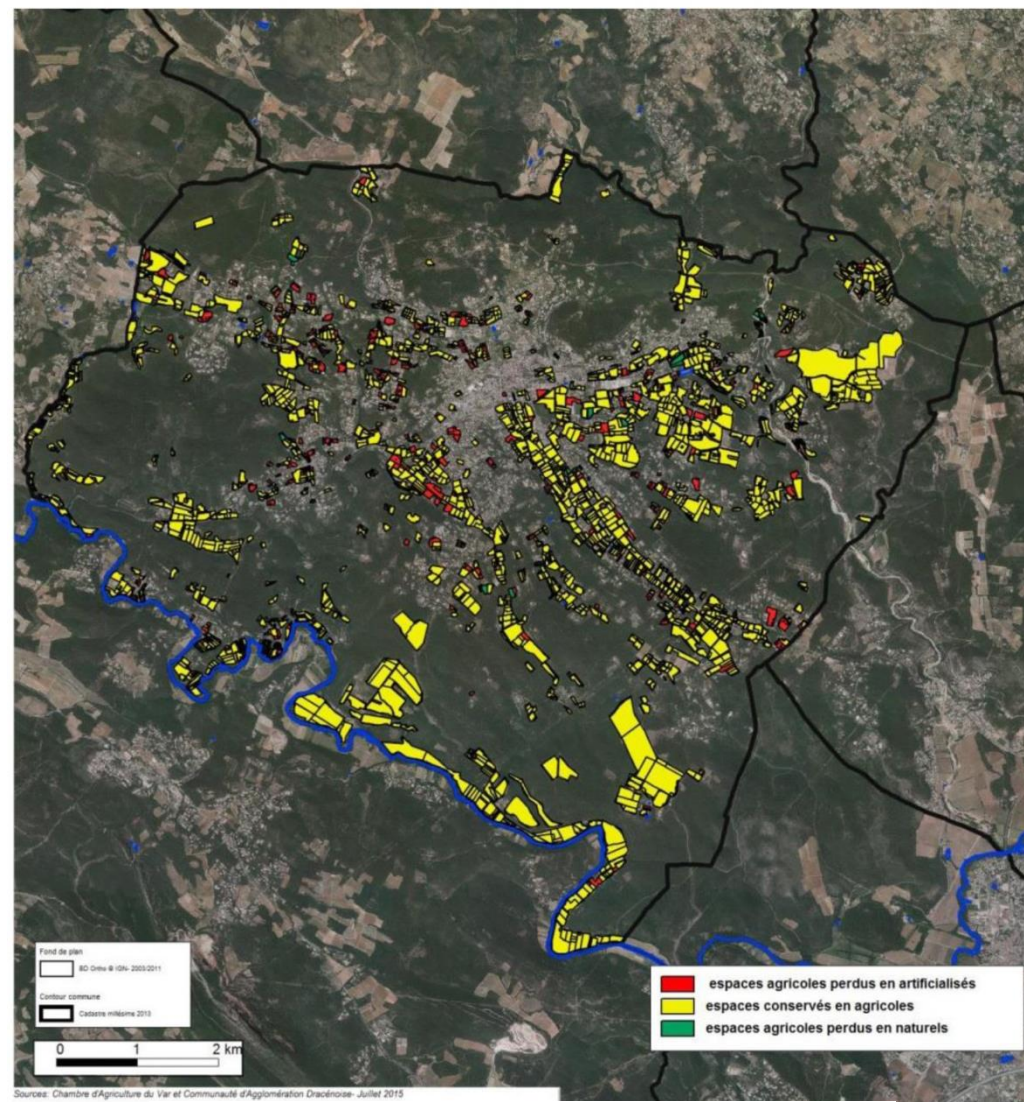 Fond de plan
BD Ortho ® IGN- 2003/2011
Contour commune
Cadastre millésime 2013
0 1 2 km
espaces agricoles perdus en artificialisés
espaces conservés en agricoles
espaces agricoles perdus en naturels
Sources: Chambre d'Agriculture du Var et Communauté d'Agglomération Dracénoise- Juillet 2015